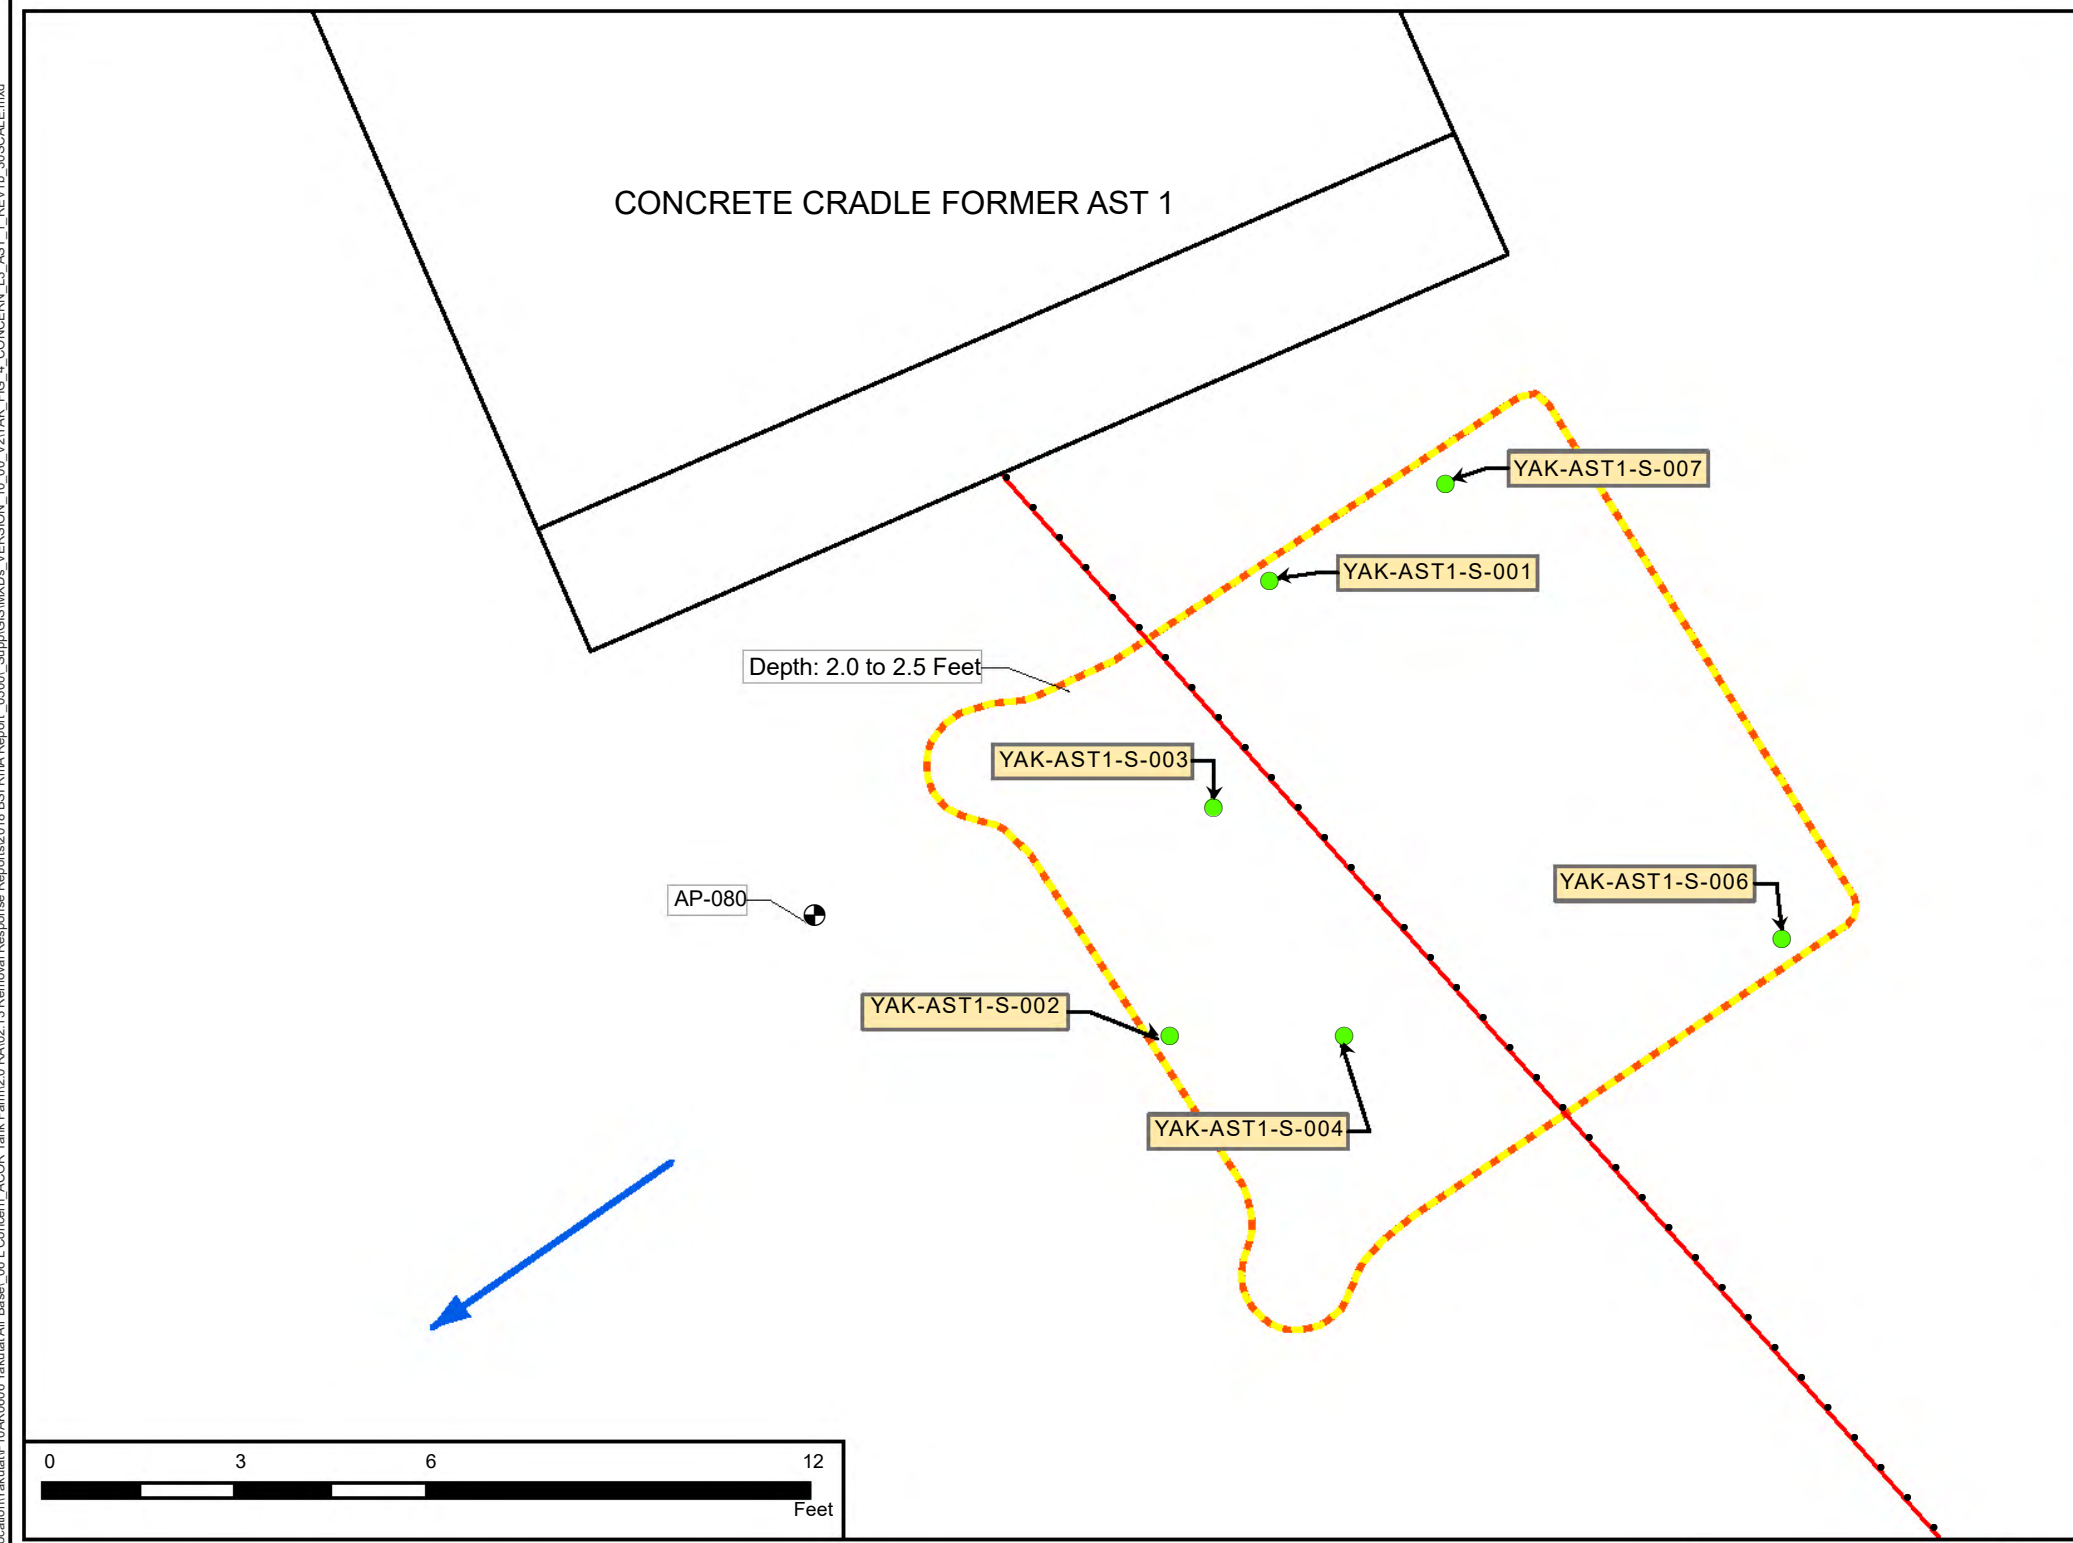 CONCRETE CRADLE FORMER AST 1
YAK-AST1-S-007
YAK-AST1-S-001
Depth: 2.0 to 2.5 Feet
YAK-AST1-S-003
YAK-AST1-S-006
AP-080
YAK-AST1-S-002
YAK-AST1-S-004
0 3 6 12
Feet